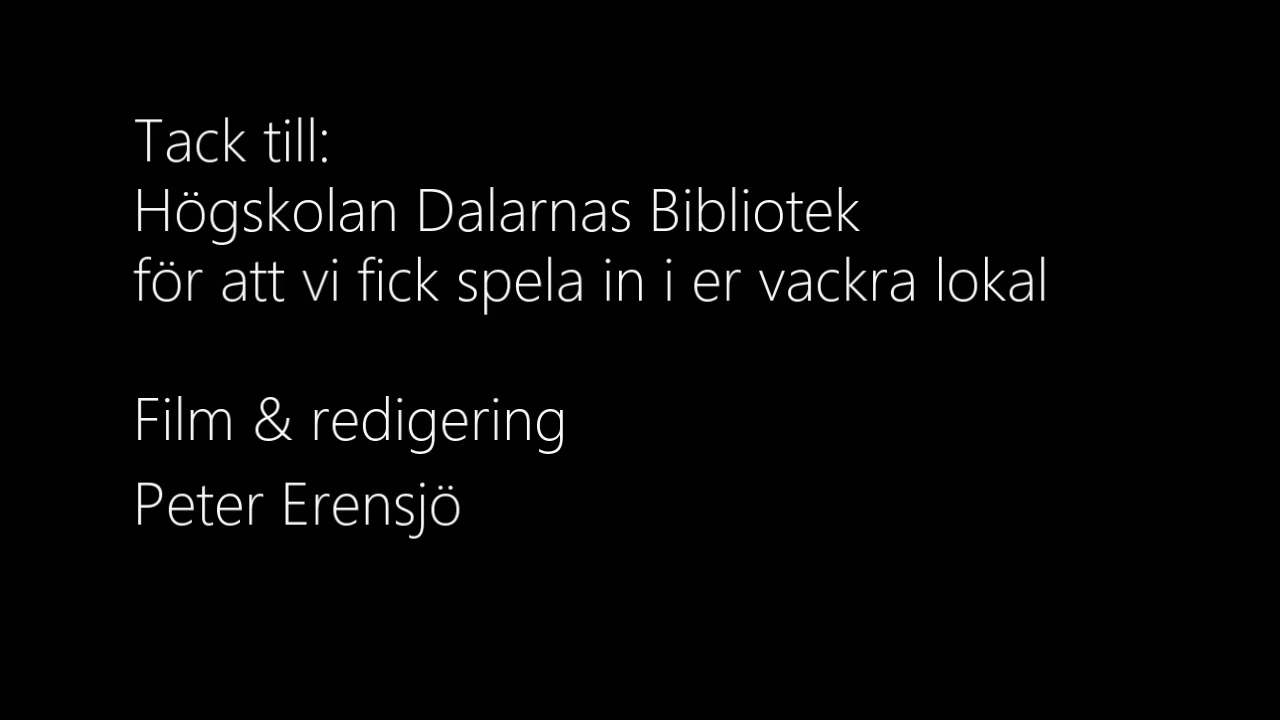 Tack till:
Högskolan Dalarnas Bibliotek
för att vi fick spela in i er vackra lokal
Film & redigering
Peter Erensjö